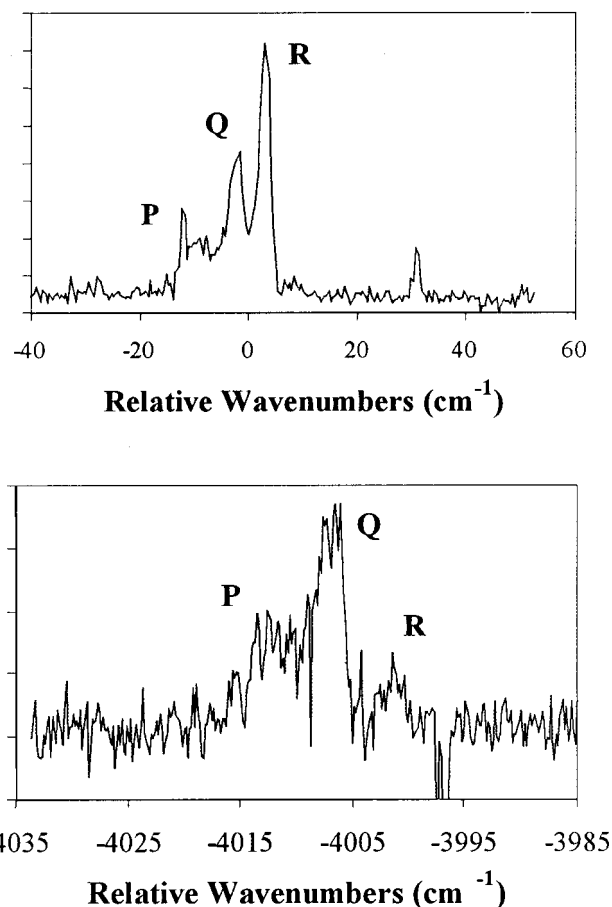 R
Q
P
-40 -20 0 20 40 60
Relative Wavenumbers (cm-1)
Q
P
R
4035 -4025 -4015 -4005 -3995 -3985
Relative Wavenumbers (cm -1)